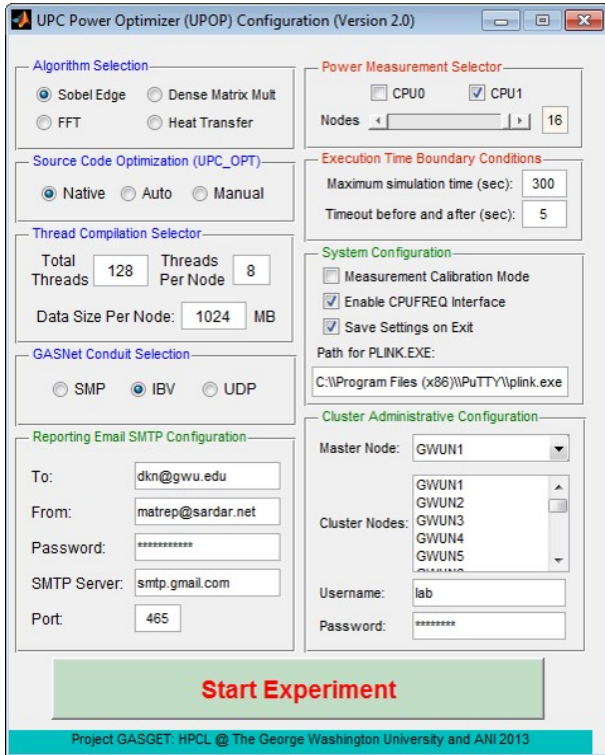 UPC Power Optimizer (UPOP) Configuration (Version 2.0)
Algorithm Selection
Sobel Edge Dense Matrix Mult
FFT Heat Transfer
Source Code Optimization (UPC_OPT)
Native Auto Manual
Thread Compilation Selector
Total Threads 128 Threads Per Node 8
Data Size Per Node: 1024 MB
GASNet Conduit Selection
SMP IBV UDP
Reporting Email SMTP Configuration
To: dkn@gwu.edu
From: matrep@sardar.net
Password: ***********
SMTP Server: smtp.gmail.com
Port: 465
Power Measurement Selector
CPU0 CPU1
Nodes 16
Execution Time Boundary Conditions
Maximum simulation time (sec): 300
Timeout before and after (sec): 5
System Configuration
Measurement Calibration Mode
Enable CPUFREQ Interface
Save Settings on Exit
Path for PLINK.EXE:
C:\\Program Files (x86)\\PuTTY\\plink.exe
Cluster Administrative Configuration
Master Node: GWUN1
Cluster Nodes:
GWUN1
GWUN2
GWUN3
GWUN4
GWUN5
Username: lab
Password: ********
Start Experiment
Project GASGET: HPCL @ The George Washington University and ANI 2013